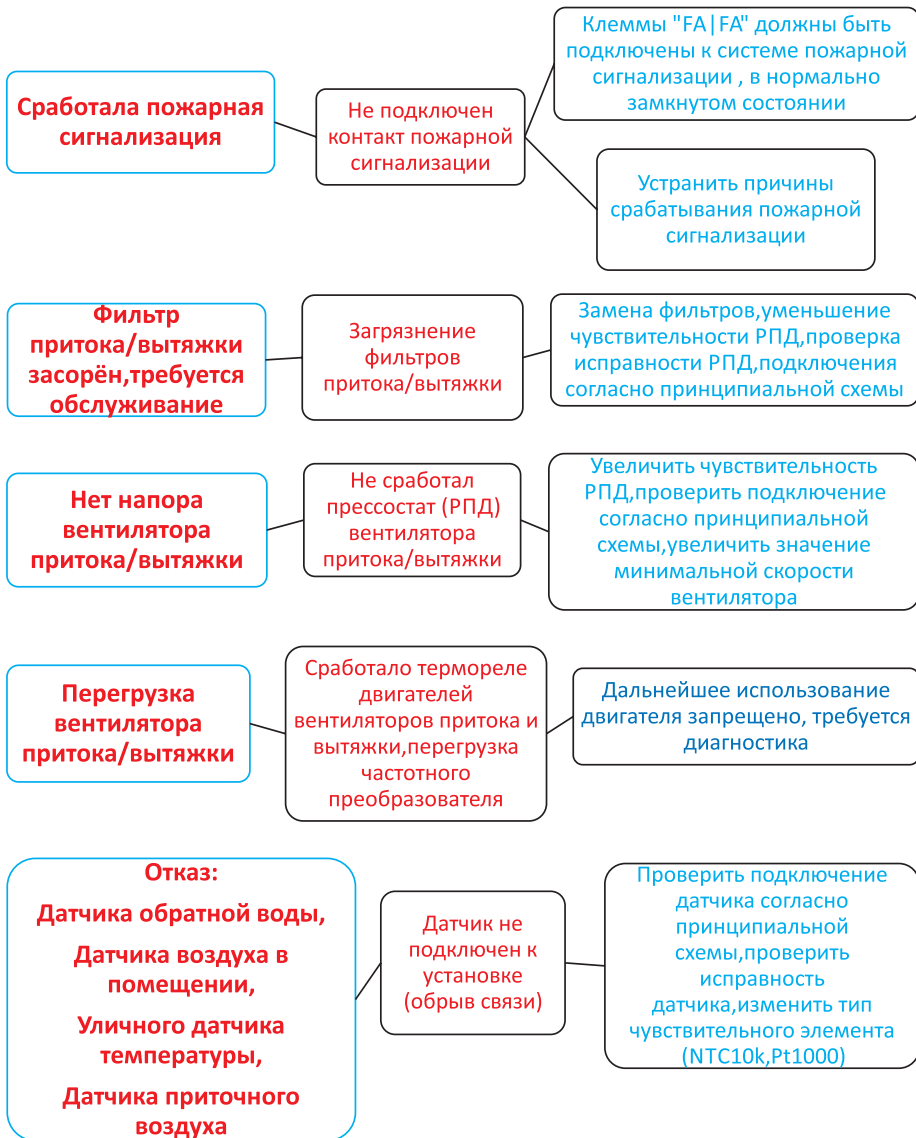 Сработала пожарная
сигнализация
Не подключен
контакт пожарной
сигнализации
Клеммы "FA|FA" должны быть
подключены к системе пожарной
сигнализации , в нормально
замкнутом состоянии
Устранить причины
срабатывания пожарной
сигнализации
Фильтр
притока/вытяжки
засорён,требуется
обслуживание
Загрязнение
фильтров
притока/вытяжки
Замена фильтров,уменьшение
чувствительности РПД,проверка
исправности РПД,подключения
согласно принципиальной схемы
Нет напора
вентилятора
притока/вытяжки
Не сработал
прессостат (РПД)
вентилятора
притока/вытяжки
Увеличить чувствительность
РПД,проверить подключение
согласно принципиальной
схемы,увеличить значение
минимальной скорости
вентилятора
Перегрузка
вентилятора
притока/вытяжки
Сработало термореле
двигателей
вентиляторов притока и
вытяжки,перегрузка
частотного
преобразователя
Дальнейшее использование
двигателя запрещено, требуется
диагностика
Отказ:
Датчика обратной воды,
Датчика воздуха в
помещении,
Уличного датчика
температуры,
Датчика приточного
воздуха
Датчик не
подключен к
установке
(обрыв связи)
Проверить подключение
датчика согласно
принципиальной
схемы,проверить
исправность
датчика,изменить тип
чувствительного элемента
(NTC10k,Pt1000)